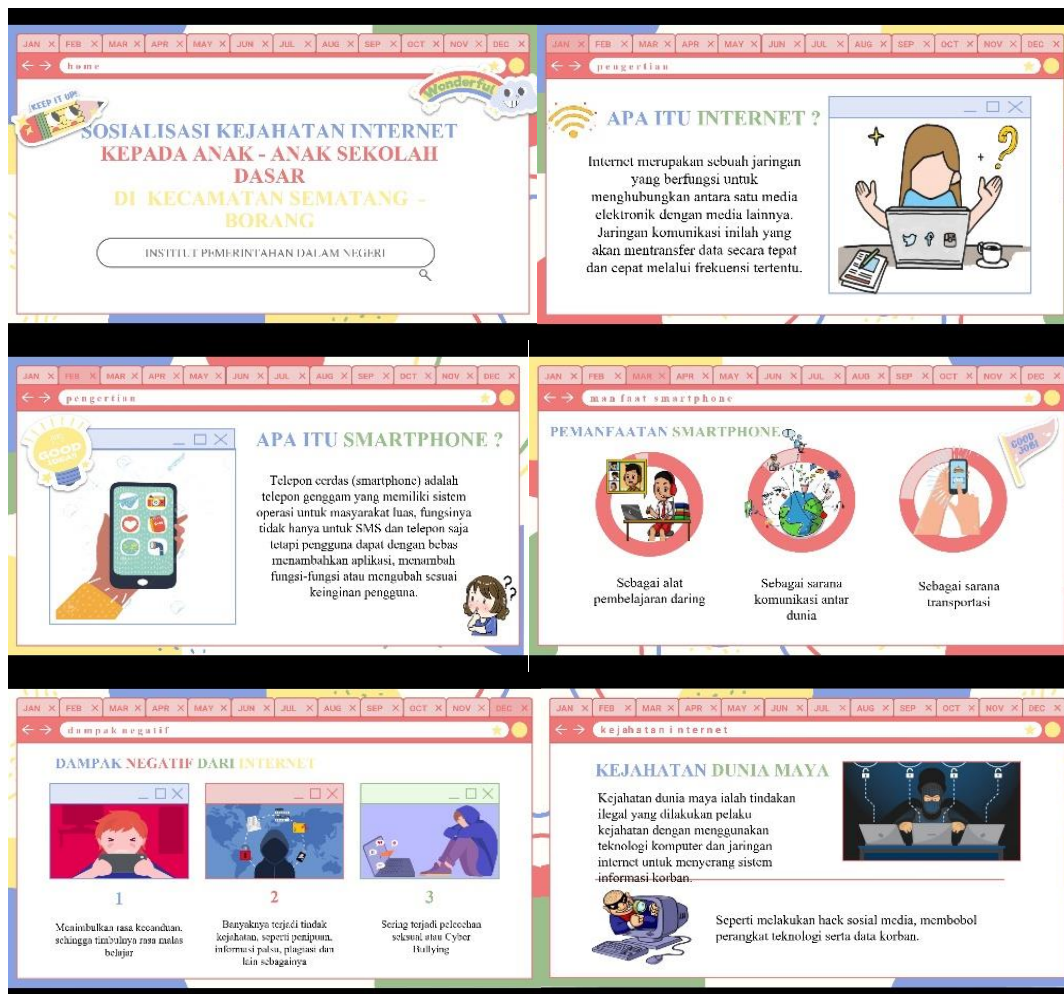 JAN X FEB X MAR X APR X MAY X JUN X JUL X AUG X SEP X OCT X NOV X DEC X
home
KEEP IT UP!
Wonderful
SOSIALISASI KEJAHATAN INTERNET
KEPADA ANAK - ANAK SEKOLAH
DASAR
DI KECAMATAN SEMATANG -
BORANG
INSTITUT PEMERINTAHAN DALAM NEGERI
JAN X FEB X MAR X APR X MAY X JUN X JUL X AUG X SEP X OCT X NOV X DEC X
pengertian
APA ITU INTERNET ?
Internet merupakan sebuah jaringan
yang berfungsi untuk
menghubungkan antara satu media
elektronik dengan media lainnya.
Jaringan komunikasi inilah yang
akan mentransfer data secara tepat
dan cepat melalui frekuensi tertentu.
JAN X FEB X MAR X APR X MAY X JUN X JUL X AUG X SEP X OCT X NOV X DEC X
pengertian
GOOD
APA ITU SMARTPHONE ?
Telepon cerdas (smartphone) adalah
telepon genggam yang memiliki sistem
operasi untuk masyarakat luas, fungsinya
tidak hanya untuk SMS dan telepon saja
tetapi pengguna dapat dengan bebas
menambahkan aplikasi, menambah
fungsi-fungsi atau mengubah sesuai
keinginan pengguna.
JAN X FEB X MAR X APR X MAY X JUN X JUL X AUG X SEP X OCT X NOV X DEC X
manfaat smartphone
PEMANFAATAN SMARTPHONE
GOOD
JOB!
Sebagai alat
pembelajaran daring
Sebagai sarana
komunikasi antar
dunia
Sebagai sarana
transportasi
JAN X FEB X MAR X APR X MAY X JUN X JUL X AUG X SEP X OCT X NOV X DEC X
dampak negatif
DAMPAK NEGATIF DARI INTERNET
1
Menimbulkan rasa kecanduan,
sehingga timbulnya rasa malas
belajar
2
Banyaknya terjadi tindak
kejahatan, seperti penipuan,
informasi palsu, plagiasi dan
lain sebagainya
3
Sering terjadi pelecehan
seksual atau Cyber
Bullying
JAN X FEB X MAR X APR X MAY X JUN X JUL X AUG X SEP X OCT X NOV X DEC X
kejahatan internet
KEJAHATAN DUNIA MAYA
Kejahatan dunia maya ialah tindakan
ilegal yang dilakukan pelaku
kejahatan dengan menggunakan
teknologi komputer dan jaringan
internet untuk menyerang sistem
informasi korban.
Seperti melakukan hack sosial media, membobol
perangkat teknologi serta data korban.